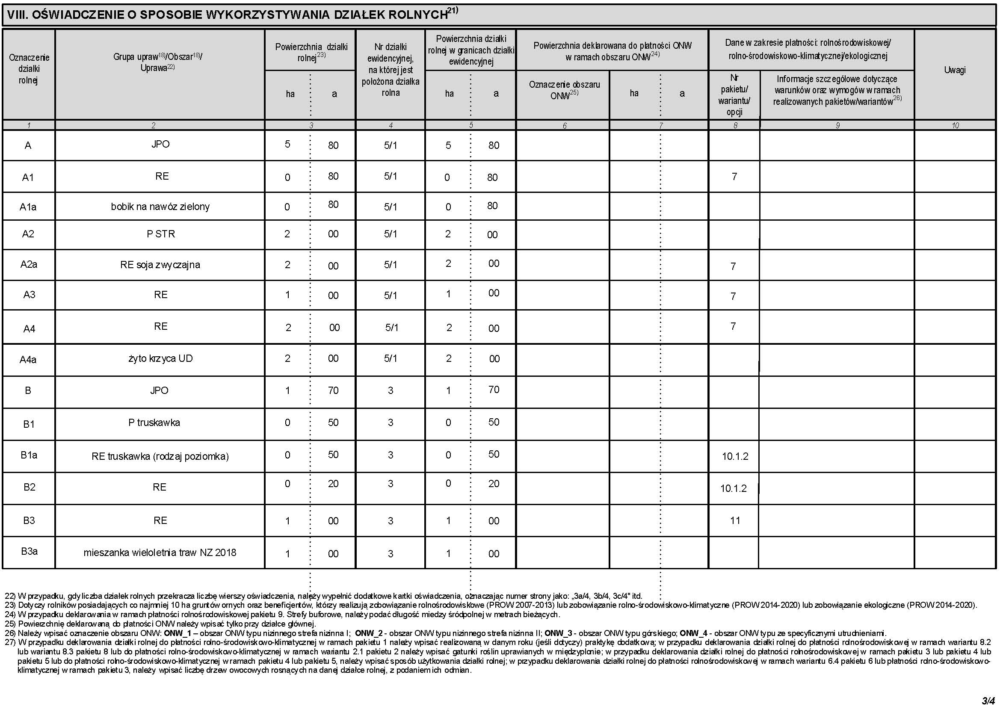 VIII. OŚWIADCZENIE O SPOSOBIE WYKORZYSTYWANIA DZIAŁEK ROLNYCH21)
Oznaczenie działki rolnej
Grupa upraw18)/Obszar18)/ Uprawa22)
Powierzchnia działki rolnej23)
ha a
Nr działki ewidencyjnej, na której jest położona działka rolna
Powierzchnia działki rolnej w granicach działki ewidencyjnej
ha a
Powierzchnia deklarowana do płatności ONW w ramach obszaru ONW24)
Oznaczenie obszaru ONW25)
ha a
Dane w zakresie płatności: rolnośrodowiskowej/ rolno-środowiskowo-klimatycznej/ekologicznej
Nr pakietu/ wariantu/ opcji
Informacje szczegółowe dotyczące warunków oraz wymogów w ramach realizowanych pakietów/wariantów26)
Uwagi
1 2 3 4 5 6 7 8 9 10
A JPO 5 80 5/1 5 80
A1 RE 0 80 5/1 0 80 7
A1a bobik na nawóz zielony 0 80 5/1 0 80
A2 P STR 2 00 5/1 2 00
A2a RE soja zwyczajna 2 00 5/1 2 00 7
A3 RE 1 00 5/1 1 00 7
A4 RE 2 00 5/1 2 00 7
A4a żyto krzyca UD 2 00 5/1 2 00
B JPO 1 70 3 1 70
B1 P truskawka 0 50 3 0 50
B1a RE truskawka (rodzaj poziomka) 0 50 3 0 50 10.1.2
B2 RE 0 20 3 0 20 10.1.2
B3 RE 1 00 3 1 00 11
B3a mieszanka wieloletnia traw NZ 2018 1 00 3 1 00
22) W przypadku, gdy liczba działek rolnych przekracza liczbę wierszy oświadczenia, należy wypełnić dodatkowe kartki oświadczenia, oznaczając numer strony jako: „3a/4, 3b/4, 3c/4" itd.
23) Dotyczy rolników posiadających co najmniej 10 ha gruntów ornych oraz beneficjentów, którzy realizują zobowiązanie rolnośrodowiskowe (PROW 2007-2013) lub zobowiązanie rolno-środowiskowo-klimatyczne (PROW 2014-2020) lub zobowiązanie ekologiczne (PROW 2014-2020).
24) W przypadku deklarowania w ramach płatności rolnośrodowiskowej pakietu 9. Strefy buforowe, należy podać długość miedzy śródpolnej w metrach bieżących.
25) Powierzchnię deklarowaną do płatności ONW należy wpisać tylko przy działce głównej.
26) Należy wpisać oznaczenie obszaru ONW: ONW_1 – obszar ONW typu nizinnego strefa nizinna I; ONW_2 - obszar ONW typu nizinnego strefa nizinna II; ONW_3 - obszar ONW typu górskiego; ONW_4 - obszar ONW typu ze specyficznymi utrudnieniami.
27) W przypadku deklarowania działki rolnej do płatności rolno-środowiskowo-klimatycznej w ramach pakietu 1 należy wpisać realizowaną w danym roku (jeśli dotyczy) praktykę dodatkową; w przypadku deklarowania działki rolnej do płatności rolnośrodowiskowej w ramach wariantu 8.2
lub wariantu 8.3 pakietu 8 lub do płatności rolno-środowiskowo-klimatycznej w ramach wariantu 2.1 pakietu 2 należy wpisać gatunki roślin uprawianych w międzyplonie; w przypadku deklarowania działki rolnej do płatności rolnośrodowiskowej w ramach pakietu 3 lub pakietu 4 lub
pakietu 5 lub do płatności rolno-środowiskowo-klimatycznej w ramach pakietu 4 lub pakietu 5, należy wpisać sposób użytkowania działki rolnej; w przypadku deklarowania działki rolnej do płatności rolnośrodowiskowej w ramach wariantu 6.4 pakietu 6 lub płatności rolno-środowiskowo-
klimatycznej w ramach pakietu 3, należy wpisać liczbę drzew owocowych rosnących na danej działce rolnej, z podaniem ich odmian.
3/4